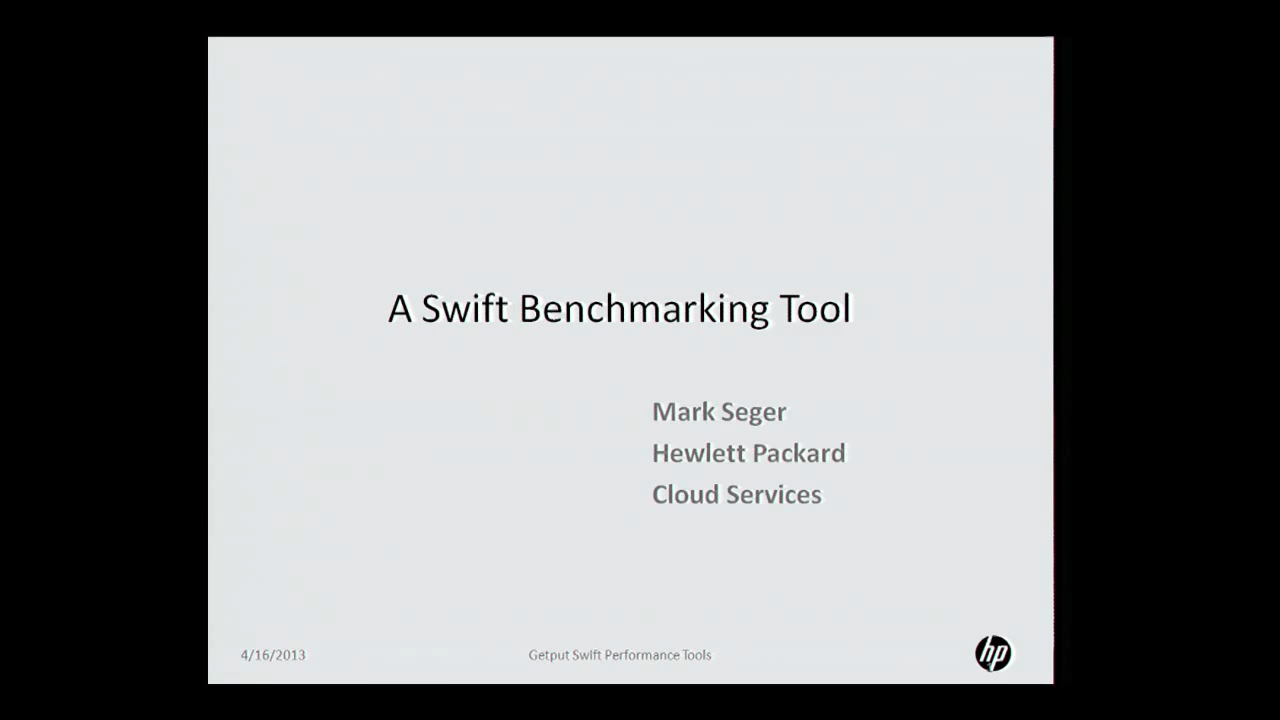 A Swift Benchmarking Tool
Mark Seger
Hewlett Packard
Cloud Services
4/16/2013
Getput Swift Performance Tools
hp